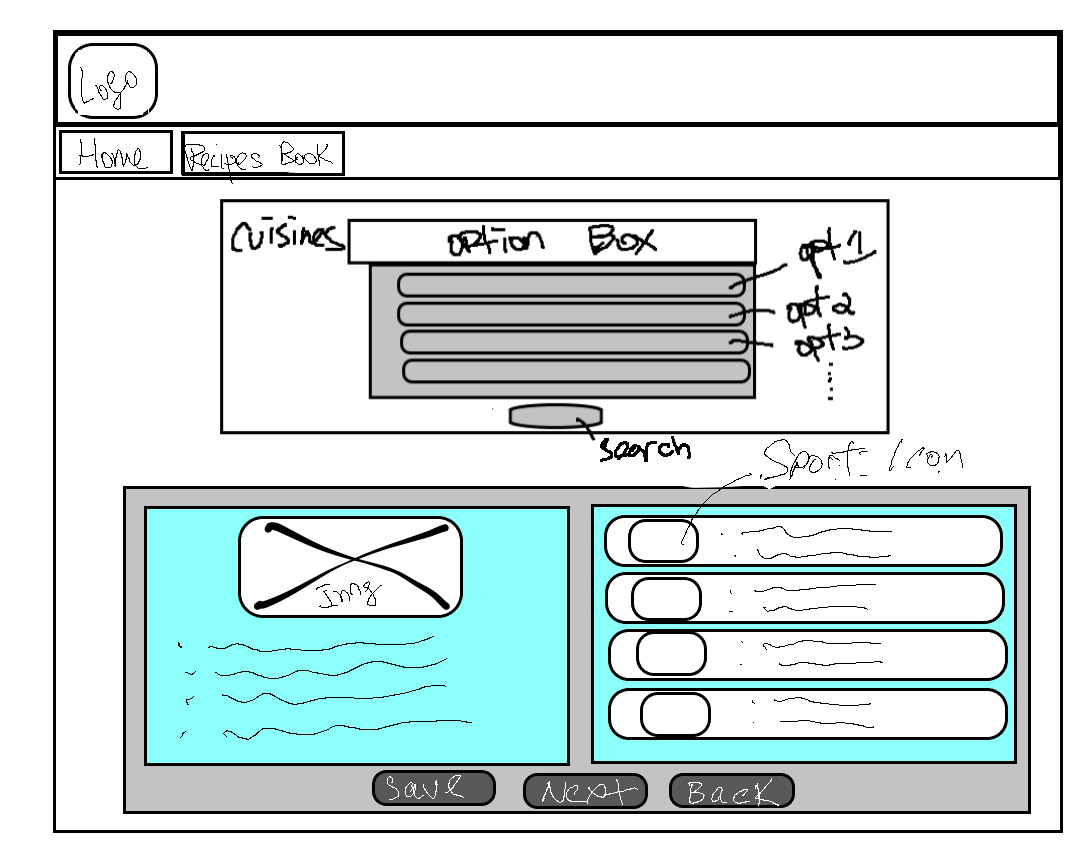 Logo
Home
Recipes Book
Cuisines
option Box
opt 1
opt 2
opt 3
search
Sport Icon
Img
Save
Next
Back